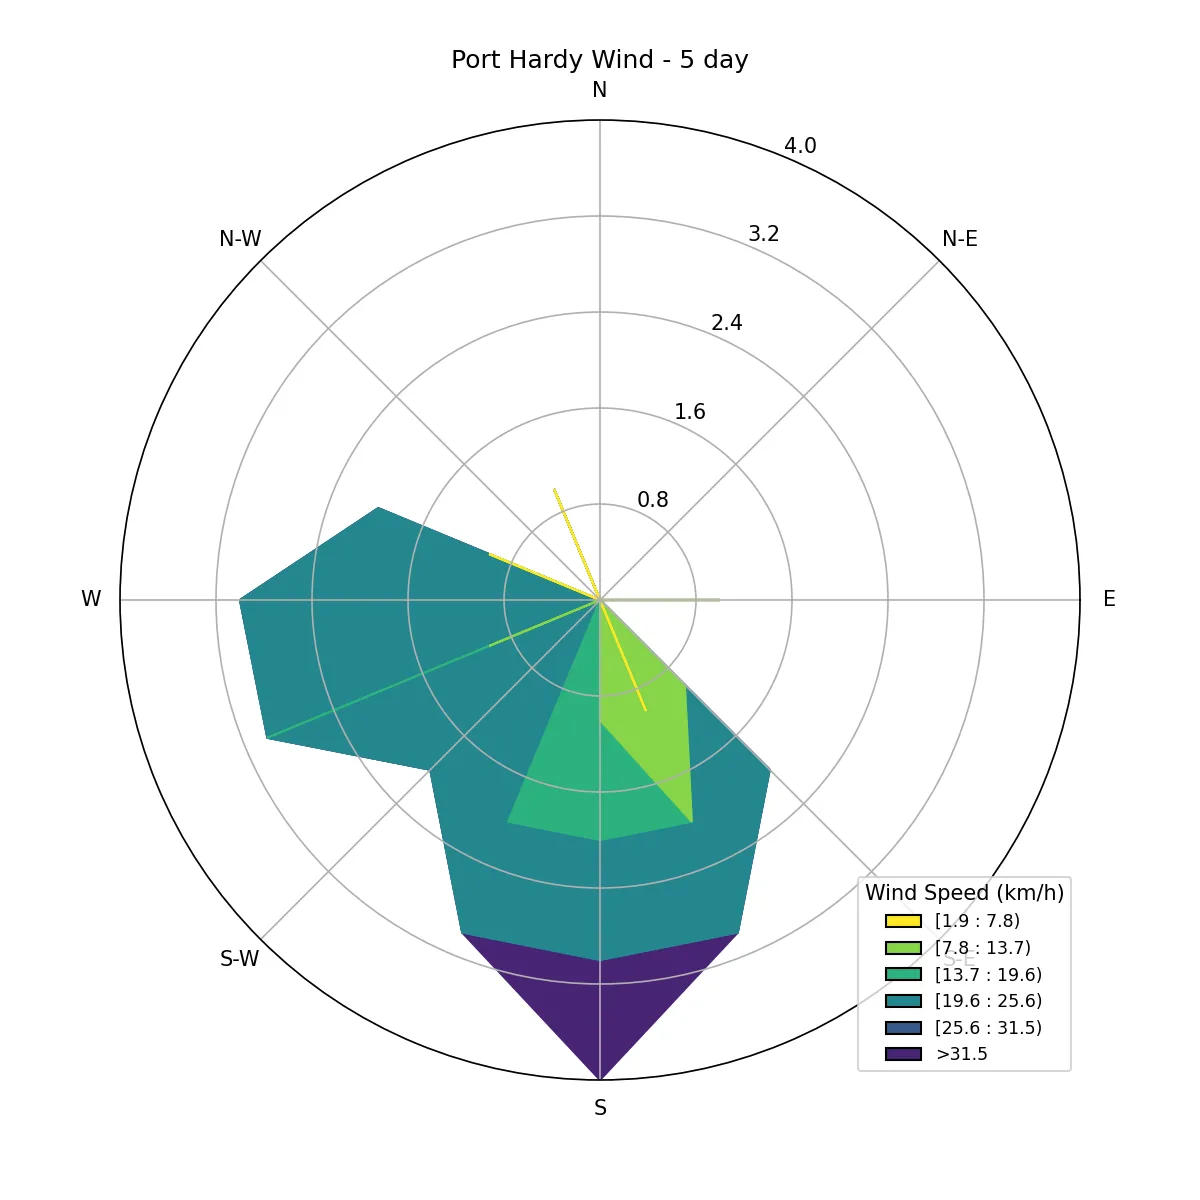 Port Hardy Wind - 5 day
N
4.0
N-W
3.2
N-E
2.4
1.6
0.8
W
E
Wind Speed (km/h)
[1.9 : 7.8)
[7.8 : 13.7)
S-W
S-E
[13.7 : 19.6)
[19.6 : 25.6)
[25.6 : 31.5)
>31.5
S